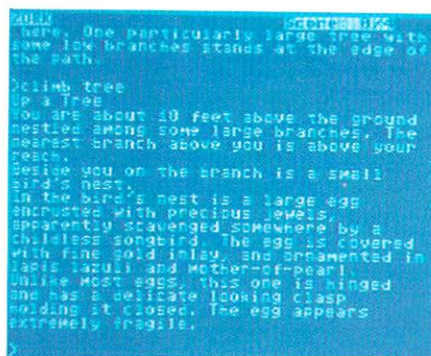 ZORK Score: 0/5
here. One particularly large tree with
some low branches stands at the edge of
the path.
>climb tree
Up a Tree
You are about 10 feet above the ground
nestled among some large branches. The
nearest branch above you is above your
reach.
Beside you on the branch is a small
bird's nest.
In the bird's nest is a large egg
encrusted with precious jewels,
apparently scavenged somewhere by a
childless songbird. The egg is covered
with fine gold inlay, and ornamented in
lapis lazuli and mother-of-pearl.
Unlike most eggs, this one is hinged
and has a delicate looking clasp
holding it closed. The egg appears
extremely fragile.
>